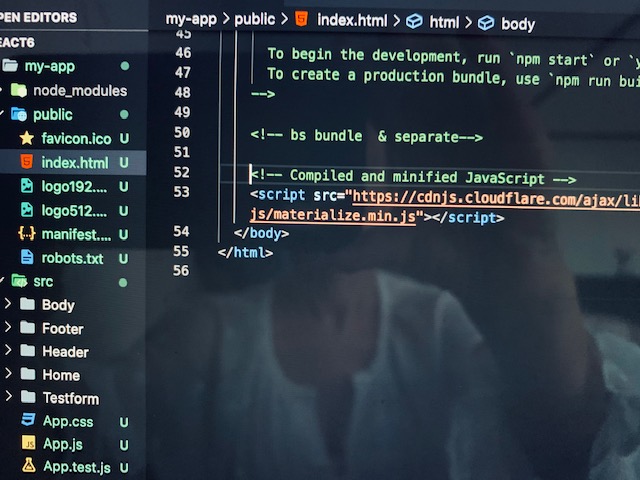 PEN EDITORS
EACT6
my-app
node_modules
public
favicon.ico U
index.html U
logo192.... U
logo512.... U
manifest.... U
robots.txt U
src
Body
Footer
Header
Home
Testform
App.css U
App.js U
App.test.js U
my-app > public > index.html > html > body
45
46 To begin the development, run `npm start` or `y
47 To create a production bundle, use `npm run bui
48 -->
49
50 <!-- bs bundle & separate-->
51
52 <!-- Compiled and minified JavaScript -->
53 <script src="https://cdnjs.cloudflare.com/ajax/lib
js/materialize.min.js"></script>
54 </body>
55 </html>
56